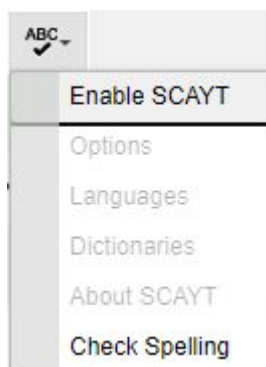 ABC
Enable SCAYT
Options
Languages
Dictionaries
About SCAYT
Check Spelling